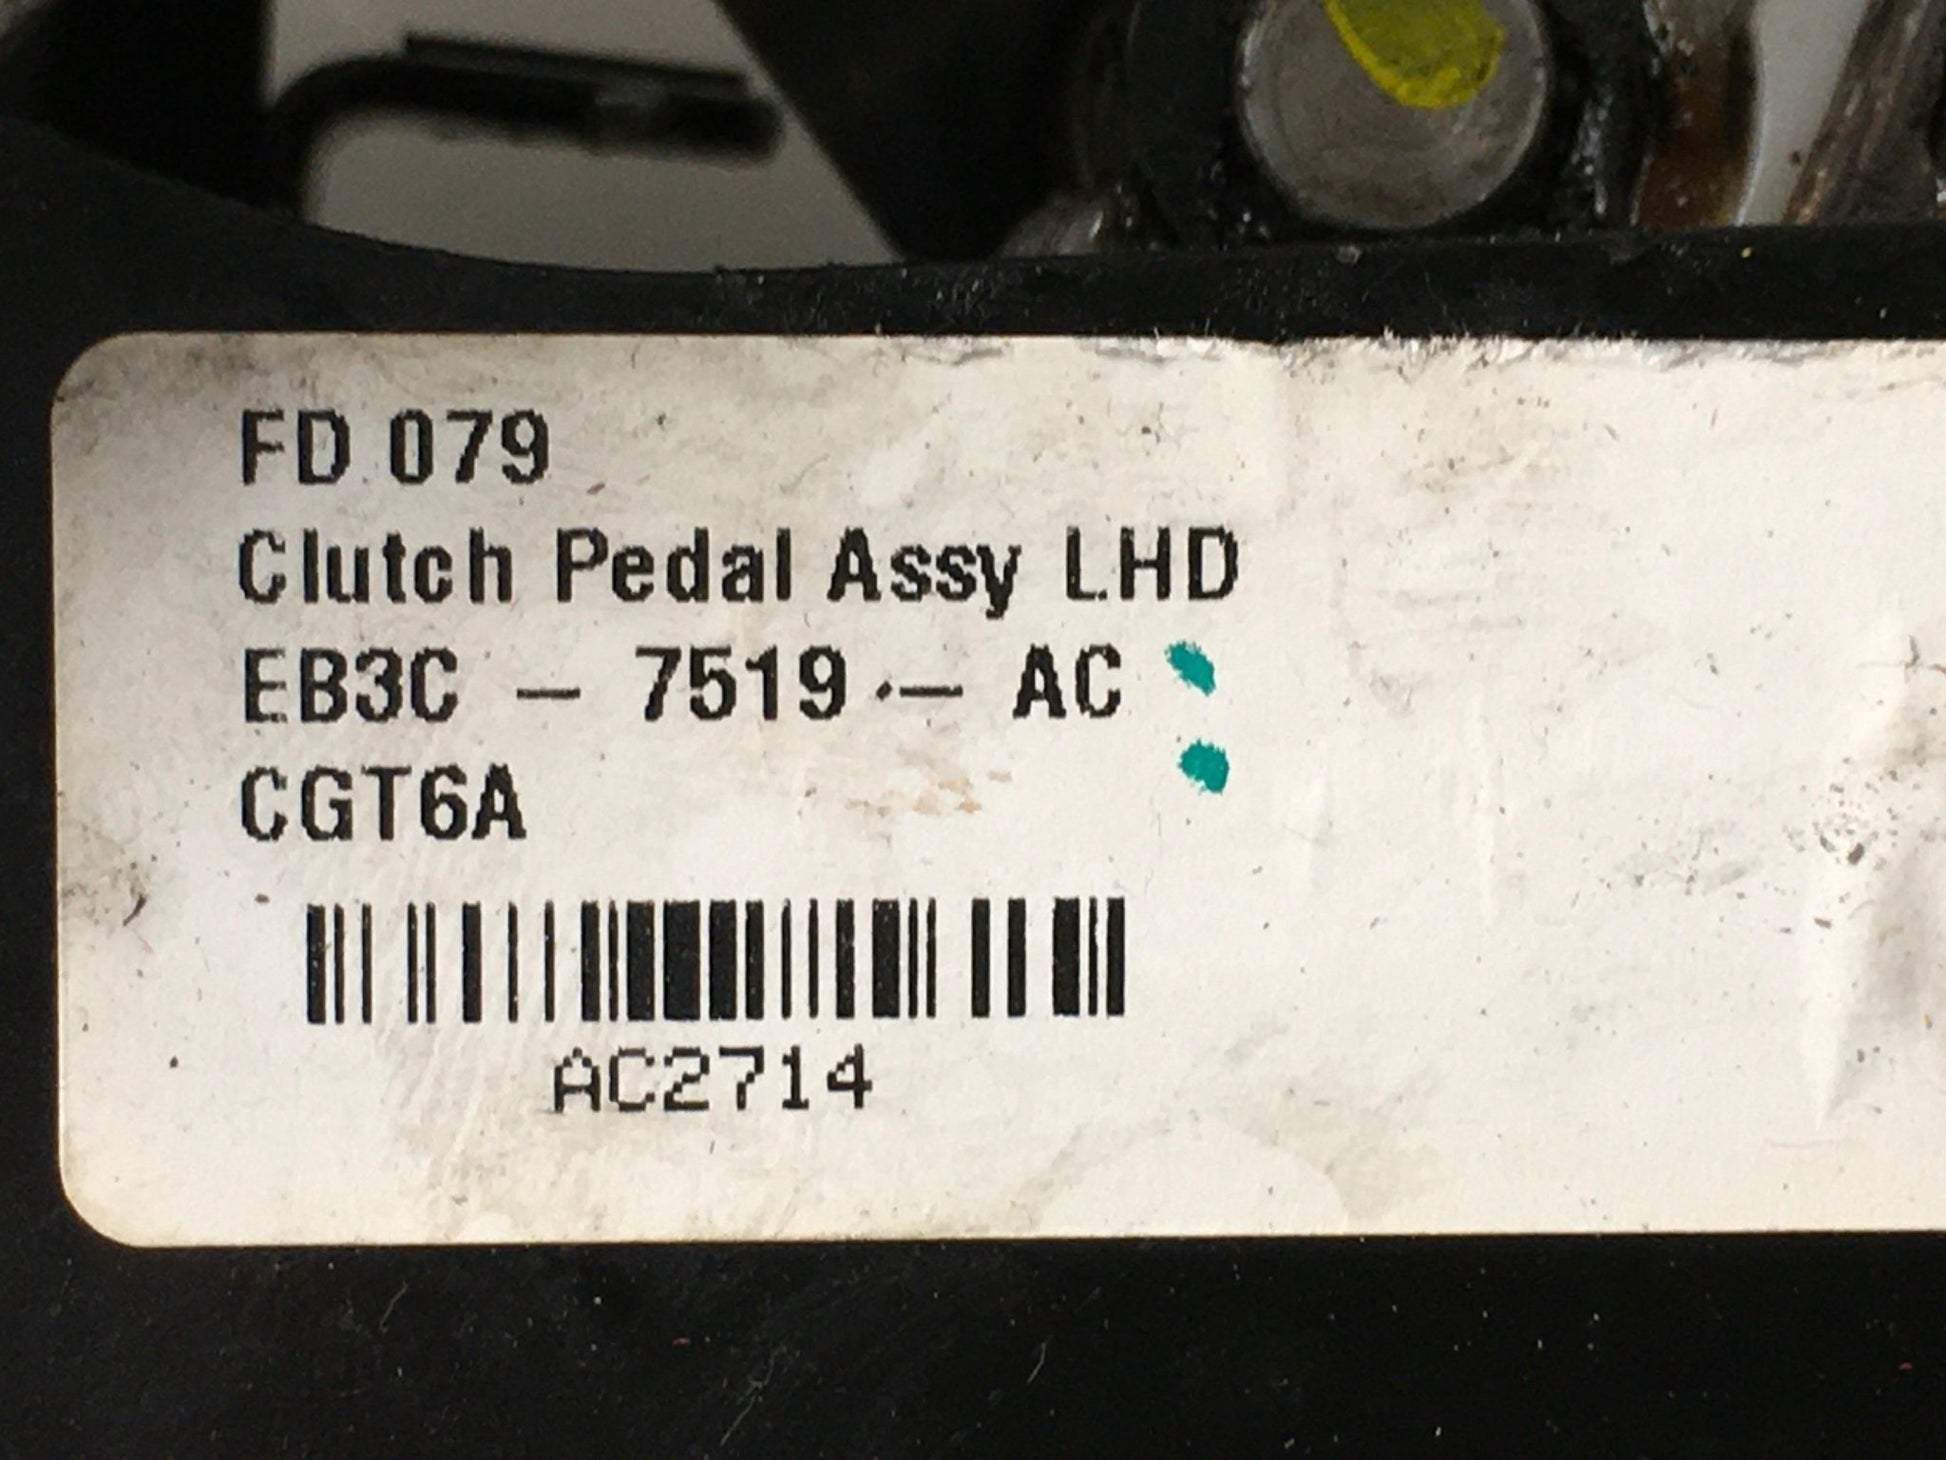 FD 079
Clutch Pedal Assy LHD
EB3C - 7519 - AC
CGT6A
AC2714